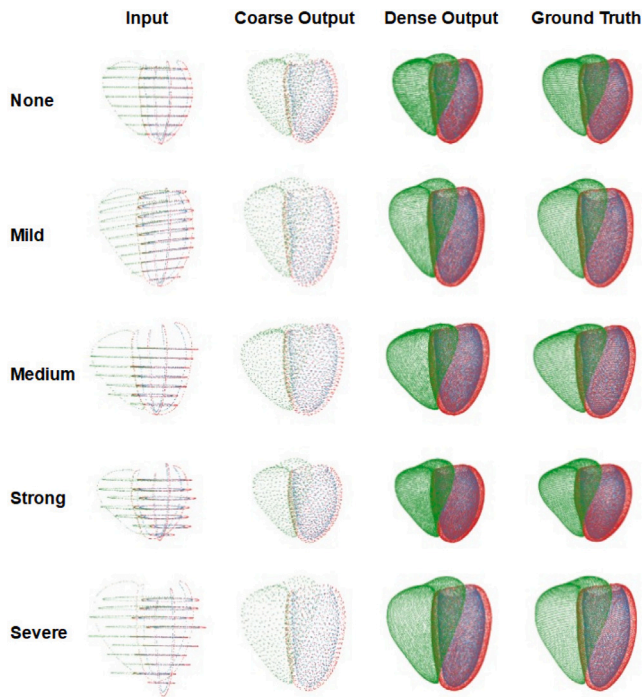 Input Coarse Output Dense Output Ground Truth
None
Mild
Medium
Strong
Severe